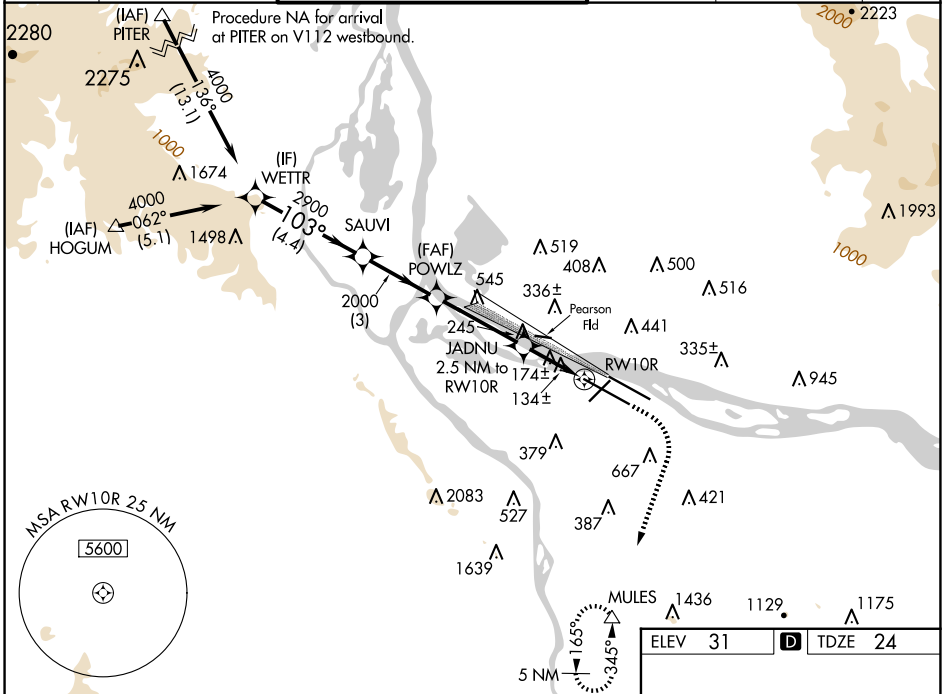 (IAF)
PITER
Procedure NA for arrival
at PITER on V112 westbound.
2280
2275
4000
136°
(13.1)
2000
2223
1000
1674
(IF)
WETTR
4000
062°
(5.1)
(IAF)
HOGUM
1498
2900
103°
(4.4)
SAUVI
(FAF)
POWLZ
2000
(3)
1993
1000
519
408
500
516
545
336±
Pearson
Fld
441
335±
245
JADNU
2.5 NM to
RW10R
174±
134±
RW10R
945
379
667
2083
527
387
421
1639
MSA RW10R 25 NM
5600
MULES
1436
1129
1175
165°
345°
5 NM
ELEV 31
D
TDZE 24